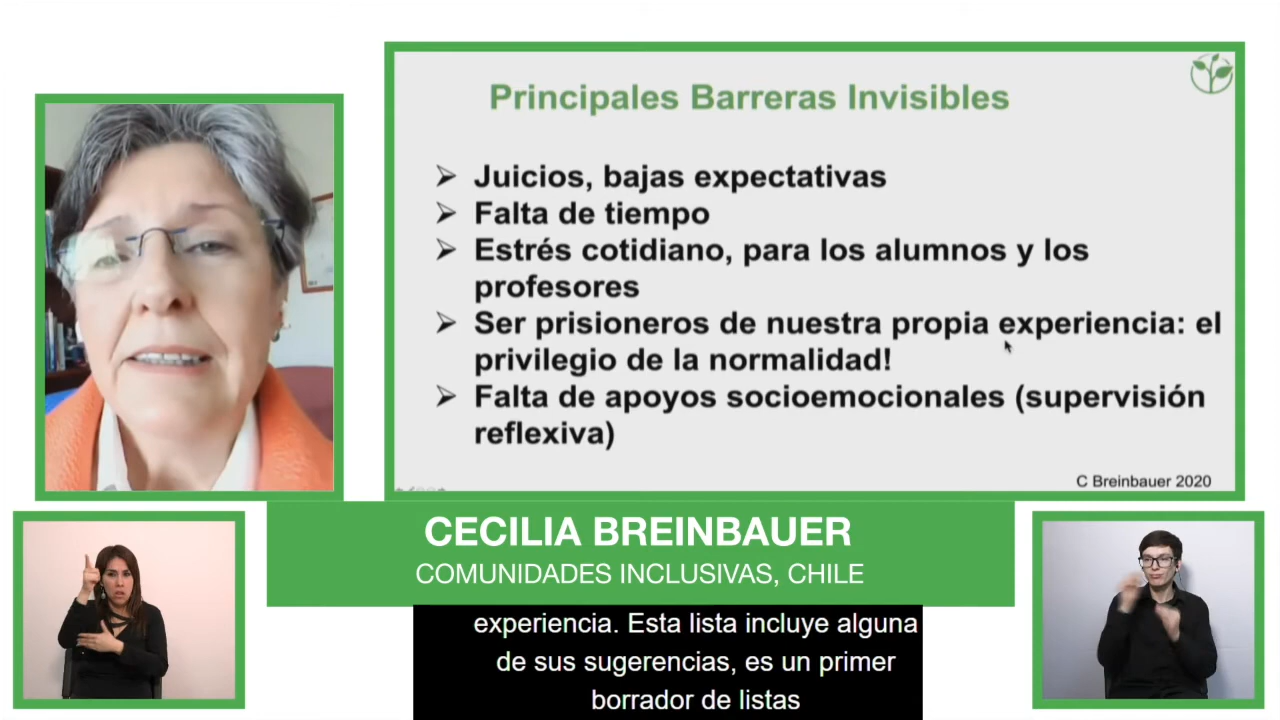 Principales Barreras Invisibles
➢ Juicios, bajas expectativas
➢ Falta de tiempo
➢ Estrés cotidiano, para los alumnos y los
profesores
➢ Ser prisioneros de nuestra propia experiencia: el
privilegio de la normalidad!
➢ Falta de apoyos socioemocionales (supervisión
reflexiva)
C Breinbauer 2020
CECILIA BREINBAUER
COMUNIDADES INCLUSIVAS, CHILE
experiencia. Esta lista incluye alguna
de sus sugerencias, es un primer
borrador de listas